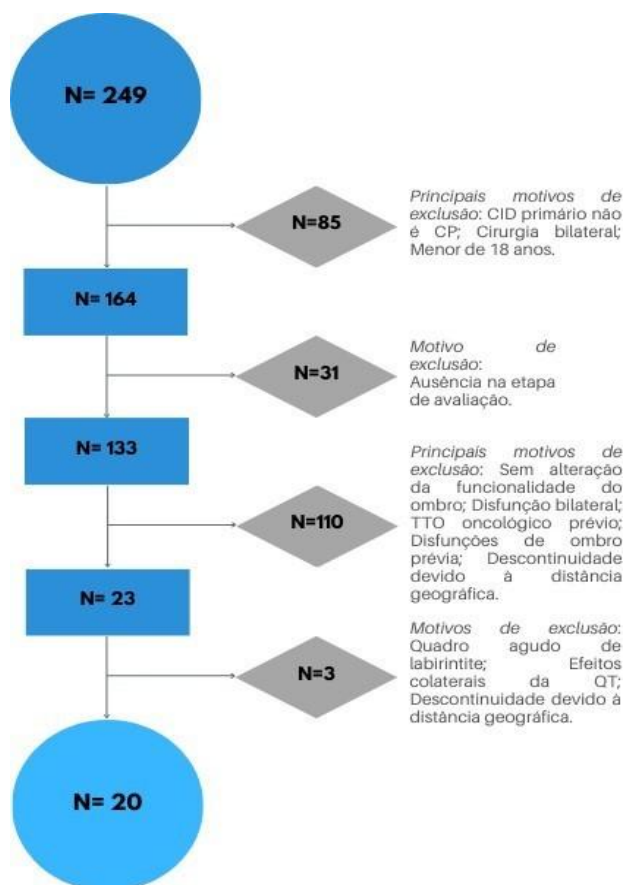 N= 249
N=85
Principais motivos de
exclusão: CID primário não
é CP; Cirurgia bilateral;
Menor de 18 anos.
N= 164
N=31
Motivo de
exclusão:
Ausência na etapa
de avaliação.
N= 133
N=110
Principais motivos de
exclusão: Sem alteração
da funcionalidade do
ombro; Disfunção bilateral;
TTO oncológico prévio;
Disfunções de ombro
prévia; Descontinuidade
devido à distância
geográfica.
N= 23
N=3
Motivos de exclusão:
Quadro agudo de
labirintite; Efeitos
colaterais da QT;
Descontinuidade devido à
distância geográfica.
N= 20